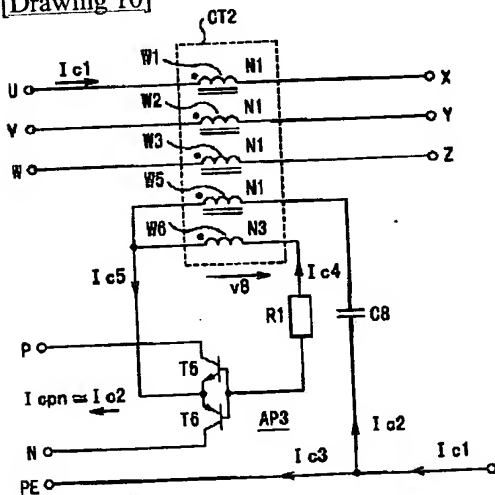 [Drawing 10]
CT2
Ic1 W1 N1
U X
W2 N1
V Y
W3 N1
W Z
W5 N1
W6 N3
Ic5 v8 Ic4
R1 C8
P T5
Icpn ≃ Ic2 T6 AP3
Ic2
N Ic3 Ic1
PE